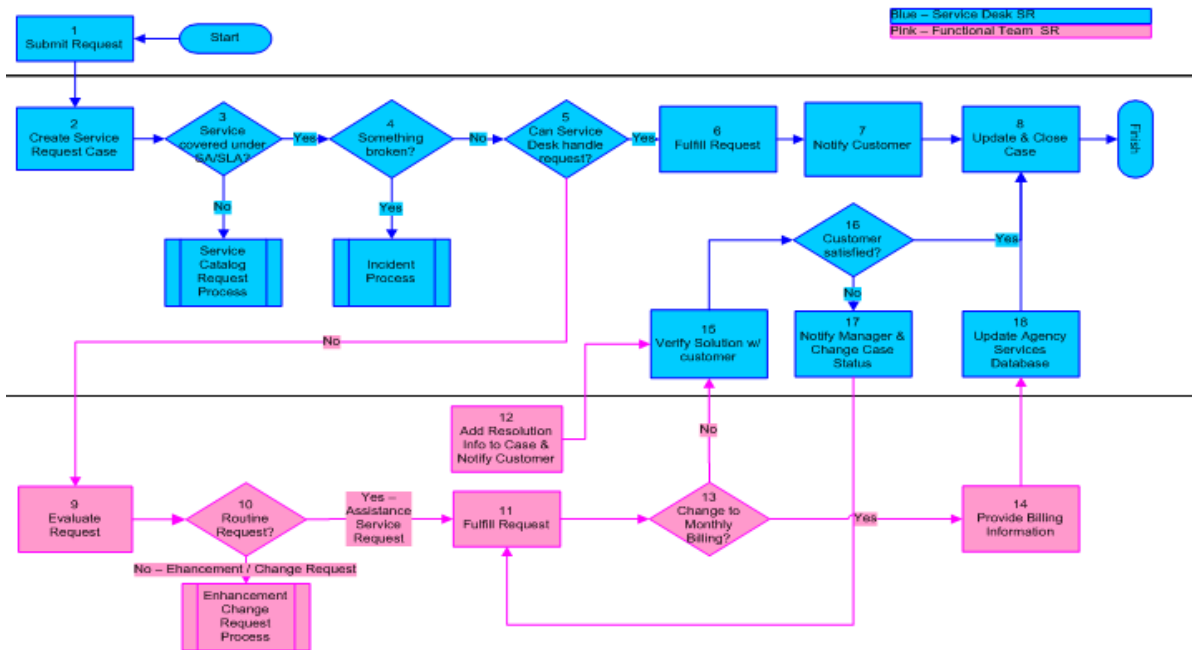 Blue – Service Desk SR
Pink – Functional Team SR
1
Submit Request
Start
2
Create Service
Request Case
3
Service
covered under
SA/SLA?
Yes
4
Something
broken?
No
5
Can Service
Desk handle
request?
Yes
6
Fulfill Request
7
Notify Customer
8
Update & Close
Case
Finish
No
Yes
Service
Catalog
Request
Process
Incident
Process
16
Customer
satisfied?
Yes
No
No
15
Verify Solution w/
customer
17
Notify Manager &
Change Case
Status
18
Update Agency
Services
Database
12
Add Resolution
Info to Case &
Notify Customer
No
9
Evaluate
Request
10
Routine
Request?
Yes –
Assistance
Service
Request
11
Fulfill Request
13
Change to
Monthly
Billing?
Yes
14
Provide Billing
Information
No – Ehancement / Change Request
Enhancement
Change
Request
Process